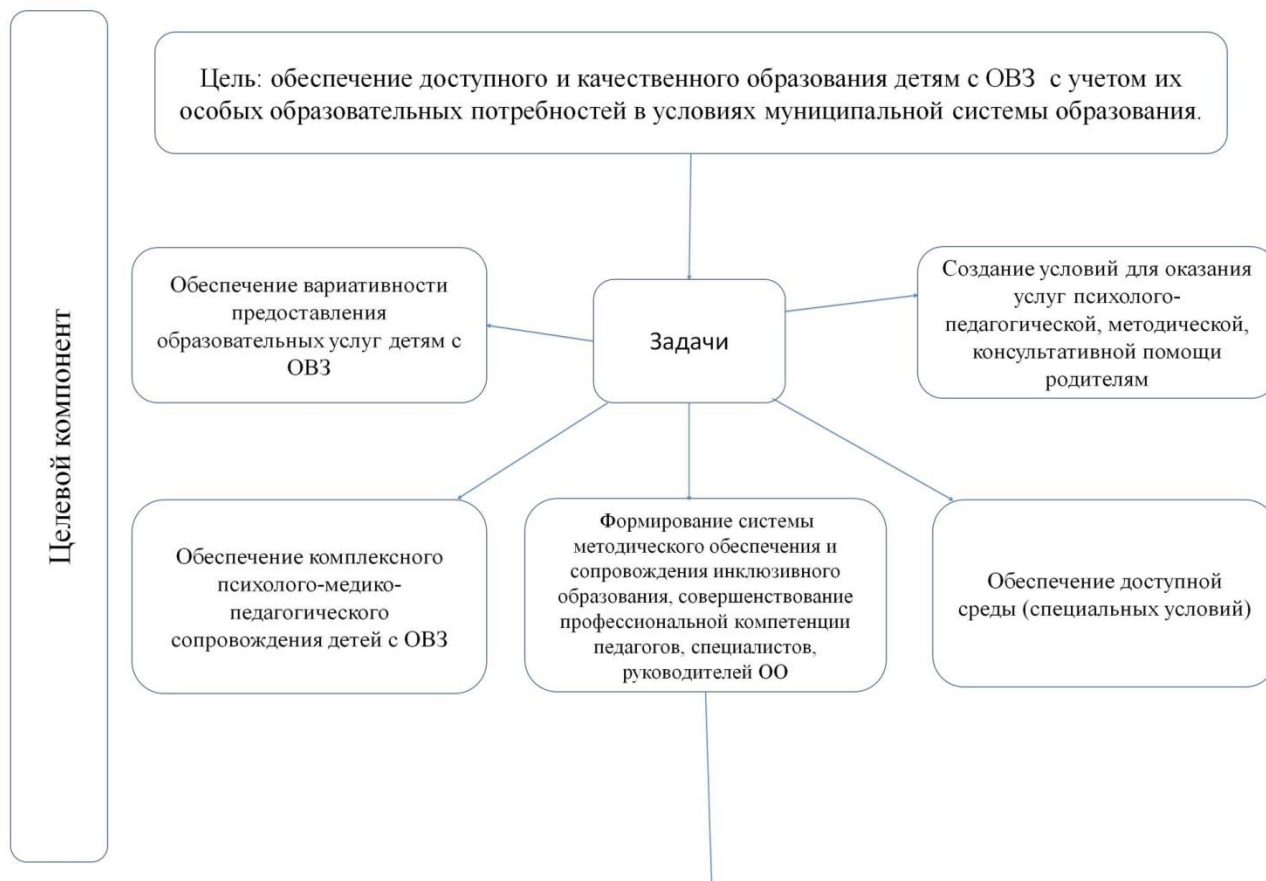 Целевой компонент
Цель: обеспечение доступного и качественного образования детям с ОВЗ с учетом их
особых образовательных потребностей в условиях муниципальной системы образования.
Обеспечение вариативности
предоставления
образовательных услуг детям с
ОВЗ
Задачи
Создание условий для оказания
услуг психолого-
педагогической, методической,
консультативной помощи
родителям
Обеспечение комплексного
психолого-медико-
педагогического
сопровождения детей с ОВЗ
Формирование системы
методического обеспечения и
сопровождения инклюзивного
образования, совершенствование
профессиональной компетенции
педагогов, специалистов,
руководителей ОО
Обеспечение доступной
среды (специальных условий)